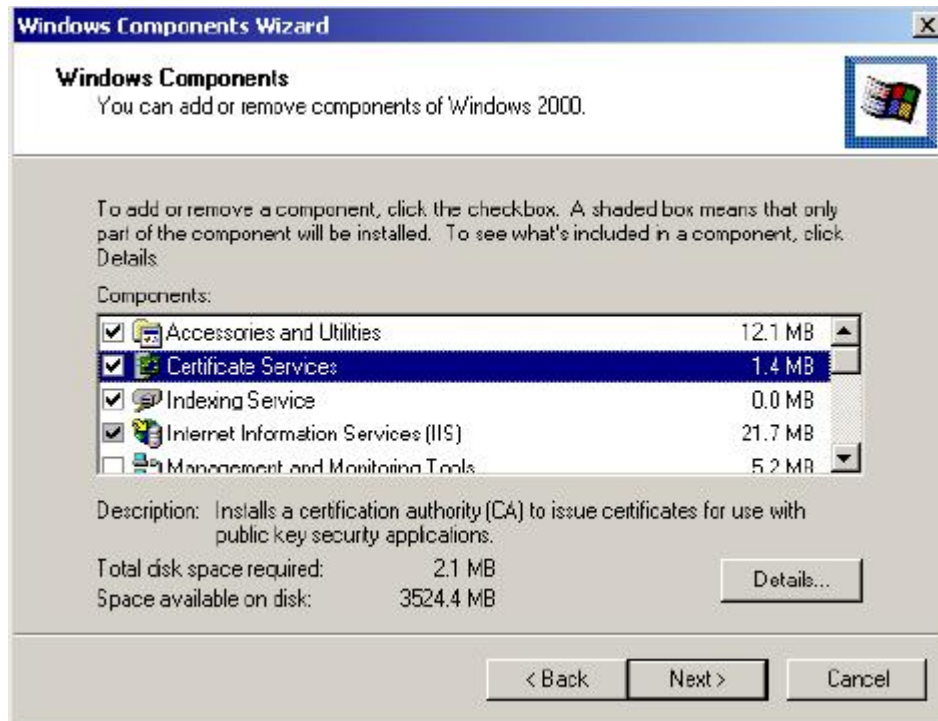 Windows Components Wizard
Windows Components
You can add or remove components of Windows 2000.
To add or remove a component, click the checkbox. A shaded box means that only
part of the component will be installed. To see what's included in a component, click
Details.
Components:
Accessories and Utilities 12.1 MB
Certificate Services 1.4 MB
Indexing Service 0.0 MB
Internet Information Services (IIS) 21.7 MB
Management and Monitoring Tools 5.2 MB
Description: Installs a certification authority (CA) to issue certificates for use with
public key security applications.
Total disk space required: 2.1 MB
Space available on disk: 3524.4 MB
Details...
< Back Next > Cancel